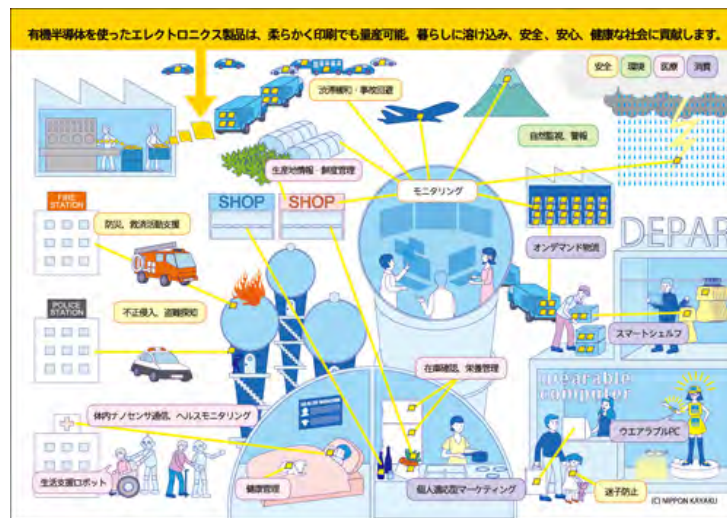 有機半導体を使ったエレクトロニクス製品は、柔らかく印刷でも量産可能。暮らしに溶け込み、安全、安心、健康な社会に貢献します。
安全
環境
医療
消費
渋滞緩和・事故回避
自然監視、警報
生産地情報・鮮度管理
モニタリング
FIRE
STATION
SHOP
SHOP
防災、救済活動支援
オンデマンド物流
DEPAR
POLICE
STATION
不正侵入、盗難探知
スマートシェルフ
在庫確認、栄養管理
wearable
computer
体内ナノセンサ通信、ヘルスモニタリング
ウエアラブルPC
生活支援ロボット
健康管理
個人適応型マーケティング
迷子防止
(C) NIPPON KAYAKU